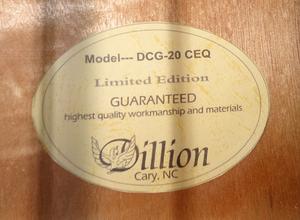 Model--- DCG-20 CEQ
Limited Edition
GUARANTEED
highest quality workmanship and materials
Dillion
Cary, NC